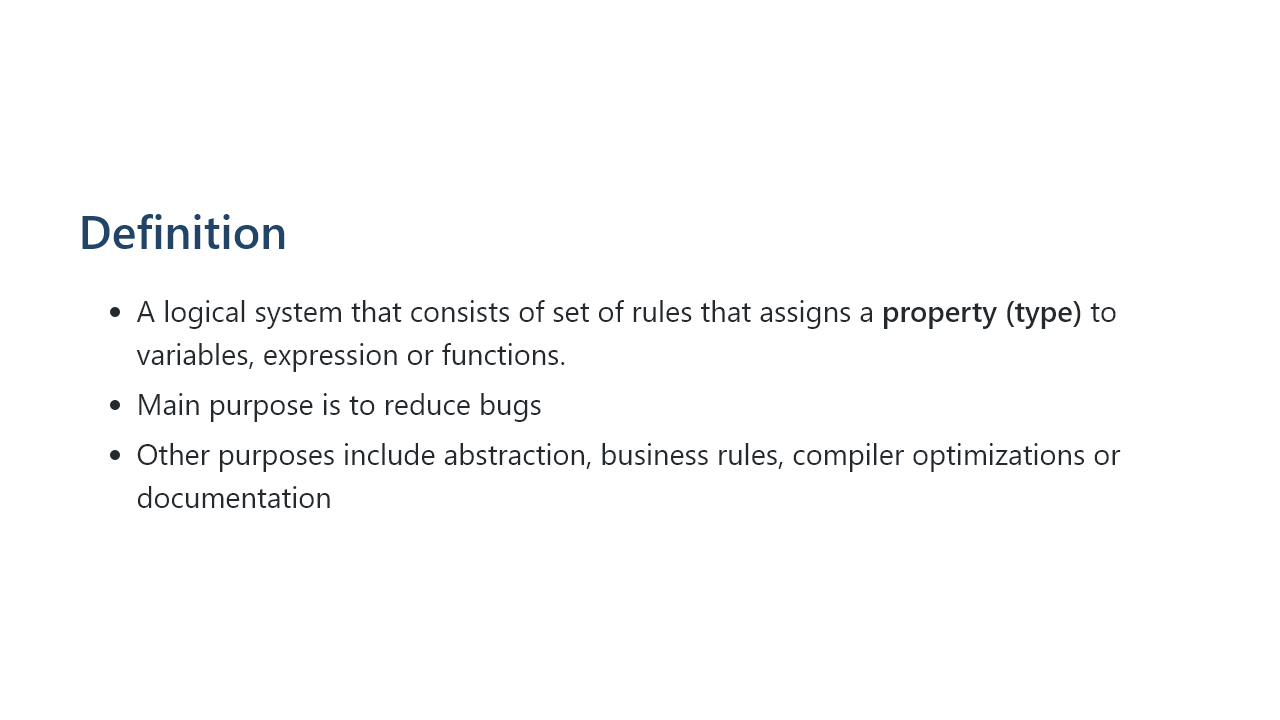 Definition
• A logical system that consists of set of rules that assigns a property (type) to
variables, expression or functions.
• Main purpose is to reduce bugs
• Other purposes include abstraction, business rules, compiler optimizations or
documentation